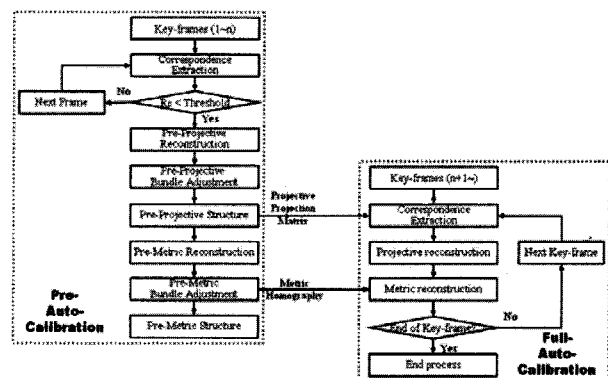 Key-frames (1~n)
Correspondence
Extraction
No
Next Frame
< Threshold
Yes
Pre-Projective
Reconstruction
Pre-Projective
Bundle Adjustment
Pre-Projective Structure
Pre-Metric Reconstruction
Pre-Metric
Bundle Adjustment
Pre-Metric Structure
Pre-
Auto-
Calibration
Projective
Projection
Matrix
Metric
Homography
Key-frames (n+1~)
Correspondence
Extraction
Projective reconstruction
Next Key-frame
Metric reconstruction
No
End of Key-frame?
Yes
End process
Full-
Auto-
Calibration